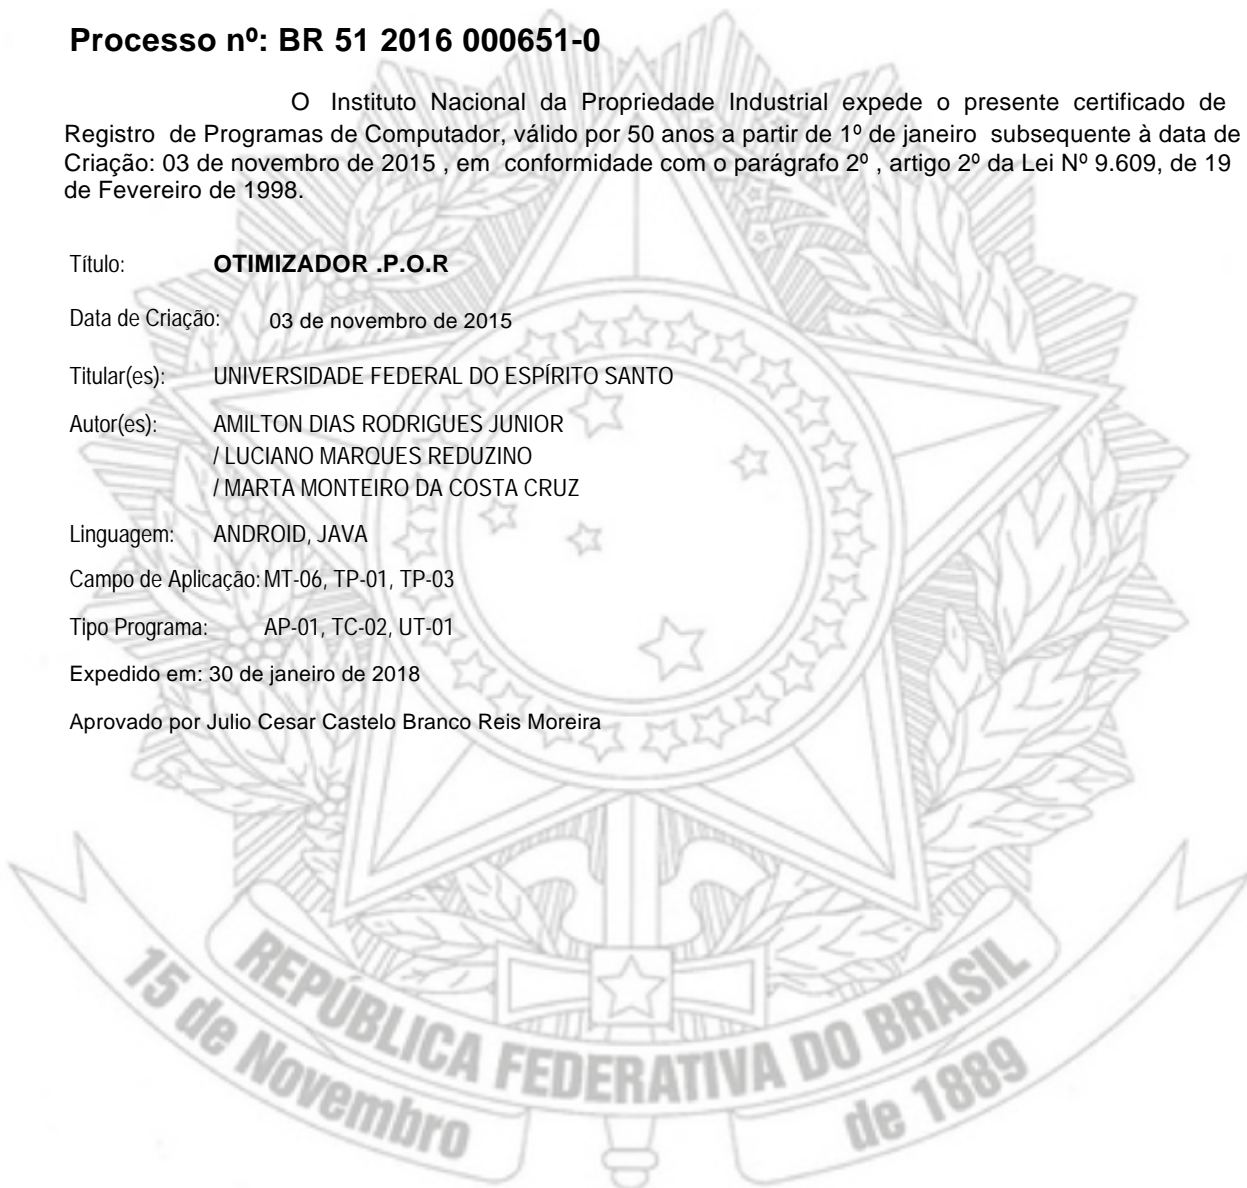 Processo nº: BR 51 2016 000651-0
O Instituto Nacional da Propriedade Industrial expede o presente certificado de
Registro de Programas de Computador, válido por 50 anos a partir de 1º de janeiro subsequente à data de
Criação: 03 de novembro de 2015 , em conformidade com o parágrafo 2º , artigo 2º da Lei Nº 9.609, de 19
de Fevereiro de 1998.
Título: OTIMIZADOR .P.O.R
Data de Criação: 03 de novembro de 2015
Titular(es): UNIVERSIDADE FEDERAL DO ESPÍRITO SANTO
Autor(es): AMILTON DIAS RODRIGUES JUNIOR
/ LUCIANO MARQUES REDUZINO
/ MARTA MONTEIRO DA COSTA CRUZ
Linguagem: ANDROID, JAVA
Campo de Aplicação: MT-06, TP-01, TP-03
Tipo Programa: AP-01, TC-02, UT-01
Expedido em: 30 de janeiro de 2018
Aprovado por Julio Cesar Castelo Branco Reis Moreira
REPÚBLICA FEDERATIVA DO BRASIL
15 de Novembro de 1889